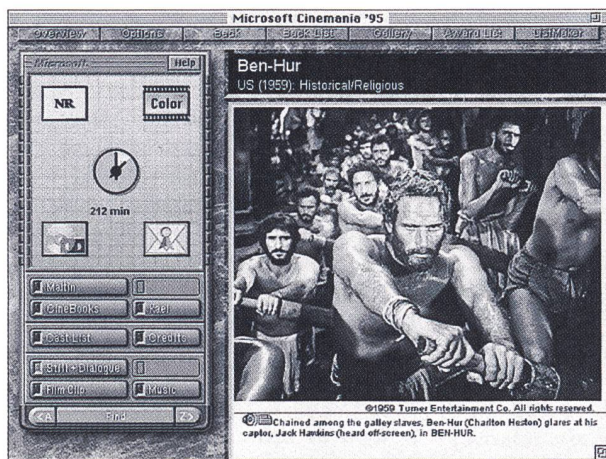 Microsoft Cinemania '95
Overview Options Back Back List Gallery Award List ListMaker
Microsoft Help
NR Color
212 min
Maltin
CineBooks Kael
Cast List Credits
Still + Dialogue
Film Clip Music
<A Find Z>
Ben-Hur
US (1959): Historical/Religious
©1959 Turner Entertainment Co. All rights reserved.
Chained among the galley slaves, Ben-Hur (Charlton Heston) glares at his
captor, Jack Hawkins (heard off-screen), in BEN-HUR.